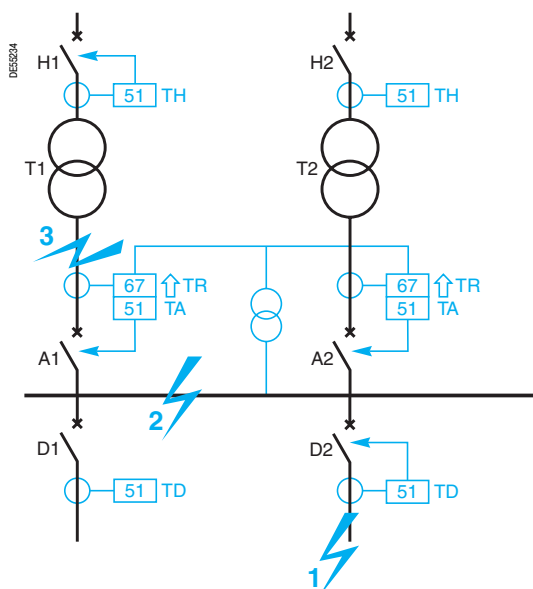 DE55234
H1
51 TH
H2
51 TH
T1
T2
3
67 TR
51 TA
67 TR
51 TA
A1
A2
2
D1
D2
51 TD
51 TD
1